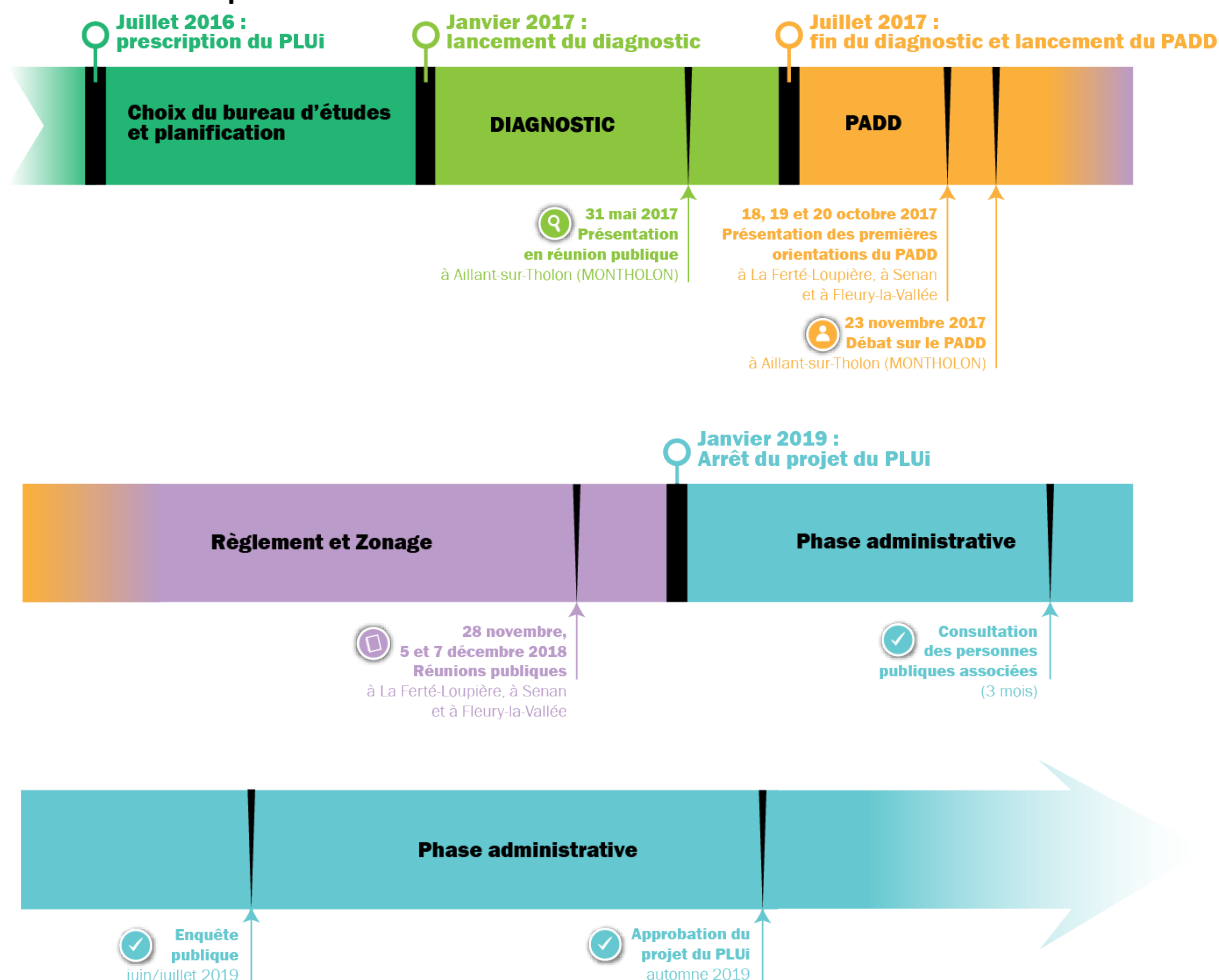 Juillet 2016 :
prescription du PLUi
Janvier 2017 :
lancement du diagnostic
Juillet 2017 :
fin du diagnostic et lancement du PADD
Choix du bureau d’études
et planification
DIAGNOSTIC
PADD
31 mai 2017
Présentation
en réunion publique
à Aillant-sur-Tholon (MONTHOLON)
18, 19 et 20 octobre 2017
Présentation des premières
orientations du PADD
à La Ferté-Loupière, à Senan
et à Fleury-la-Vallée
23 novembre 2017
Débat sur le PADD
à Aillant-sur-Tholon (MONTHOLON)
Janvier 2019 :
Arrêt du projet du PLUi
Règlement et Zonage
Phase administrative
28 novembre,
5 et 7 décembre 2018
Réunions publiques
à La Ferté-Loupière, à Senan
et à Fleury-la-Vallée
Consultation
des personnes
publiques associées
(3 mois)
Phase administrative
Enquête
publique
juin/juillet 2019
Approbation du
projet du PLUi
automne 2019